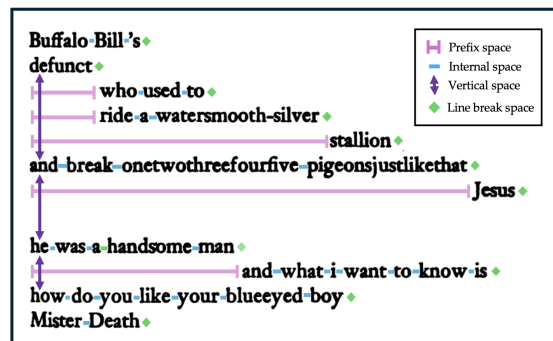 Buffalo Bill 's
defunct
who used to
ride a watersmooth-silver
stallion
and break onetwothreefourfive pigeonsjustlikethat
Jesus
he was a handsome man
and what i want to know is
how do you like your blueeyed boy
Mister Death
Prefix space
Internal space
Vertical space
Line break space